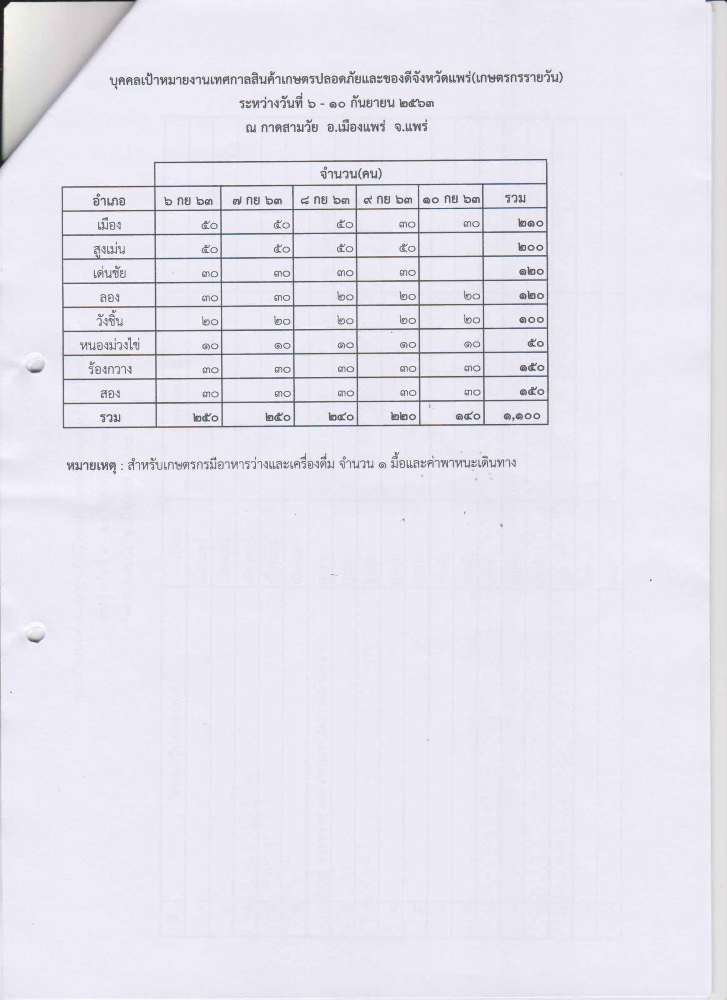 บุคคลเป้าหมายงานเทศกาลสินค้าเกษตรปลอดภัยและของดีจังหวัดแพร่(เกษตรกรรายวัน)
ระหว่างวันที่ ๖ - ๑๐ กันยายน ๒๕๖๓
ณ กาดสามวัย อ.เมืองแพร่ จ.แพร่
จำนวน(คน)
อำเภอ ๖ กย ๖๓ ๗ กย ๖๓ ๘ กย ๖๓ ๙ กย ๖๓ ๑๐ กย ๖๓ รวม
เมือง ๕๐ ๕๐ ๕๐ ๓๐ ๓๐ ๒๑๐
สูงเม่น ๕๐ ๕๐ ๕๐ ๕๐ ๒๐๐
เด่นชัย ๓๐ ๓๐ ๓๐ ๓๐ ๑๒๐
ลอง ๓๐ ๓๐ ๒๐ ๒๐ ๒๐ ๑๒๐
วังชิ้น ๒๐ ๒๐ ๒๐ ๒๐ ๒๐ ๑๐๐
หนองม่วงไข่ ๑๐ ๑๐ ๑๐ ๑๐ ๑๐ ๕๐
ร้องกวาง ๓๐ ๓๐ ๓๐ ๓๐ ๓๐ ๑๕๐
สอง ๓๐ ๓๐ ๓๐ ๓๐ ๓๐ ๑๕๐
รวม ๒๕๐ ๒๕๐ ๒๔๐ ๒๒๐ ๑๔๐ ๑,๑๐๐
หมายเหตุ : สำหรับเกษตรกรมีอาหารว่างและเครื่องดื่ม จำนวน ๑ มื้อและค่าพาหนะเดินทาง